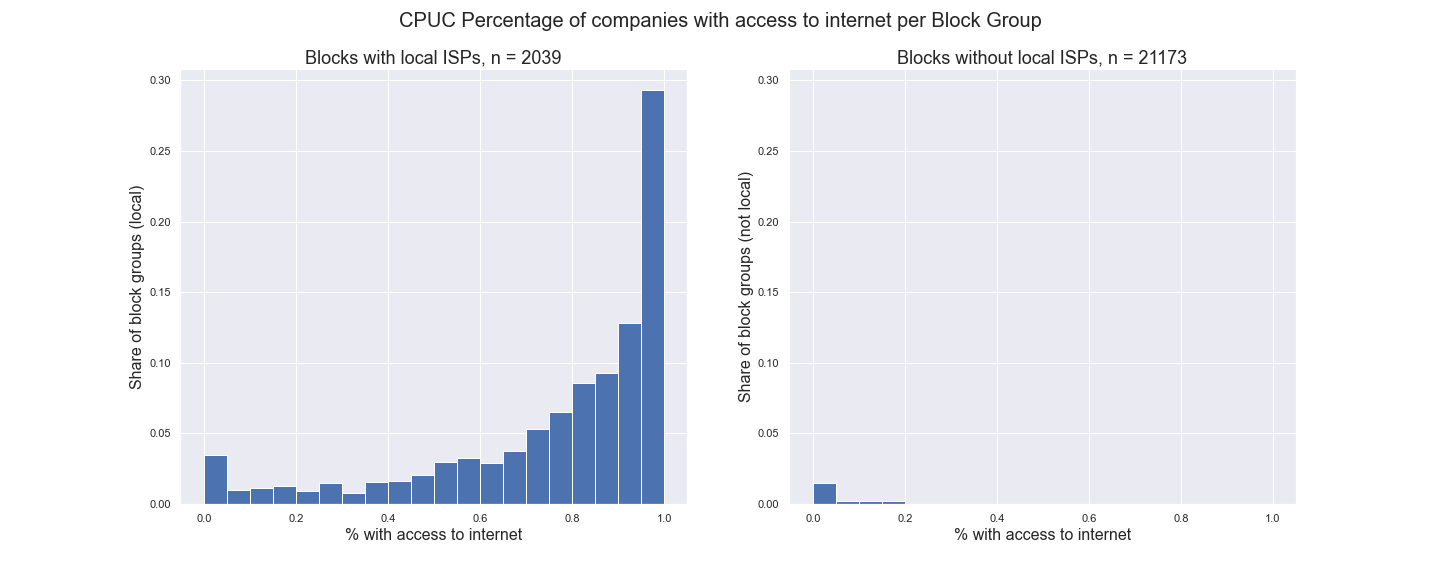 CPUC Percentage of companies with access to internet per Block Group
Blocks with local ISPs, n = 2039
Share of block groups (local)
0.30
0.25
0.20
0.15
0.10
0.05
0.00
0.0 0.2 0.4 0.6 0.8 1.0
% with access to internet
Blocks without local ISPs, n = 21173
Share of block groups (not local)
0.30
0.25
0.20
0.15
0.10
0.05
0.00
0.0 0.2 0.4 0.6 0.8 1.0
% with access to internet